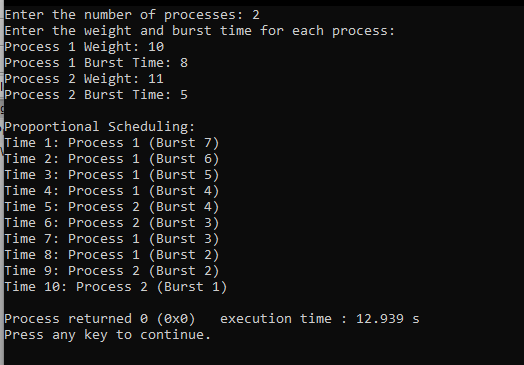 Enter the number of processes: 2
Enter the weight and burst time for each process:
Process 1 Weight: 10
Process 1 Burst Time: 8
Process 2 Weight: 11
Process 2 Burst Time: 5
Proportional Scheduling:
Time 1: Process 1 (Burst 7)
Time 2: Process 1 (Burst 6)
Time 3: Process 1 (Burst 5)
Time 4: Process 1 (Burst 4)
Time 5: Process 2 (Burst 4)
Time 6: Process 2 (Burst 3)
Time 7: Process 1 (Burst 3)
Time 8: Process 1 (Burst 2)
Time 9: Process 2 (Burst 2)
Time 10: Process 2 (Burst 1)
Process returned 0 (0x0)   execution time : 12.939 s
Press any key to continue.